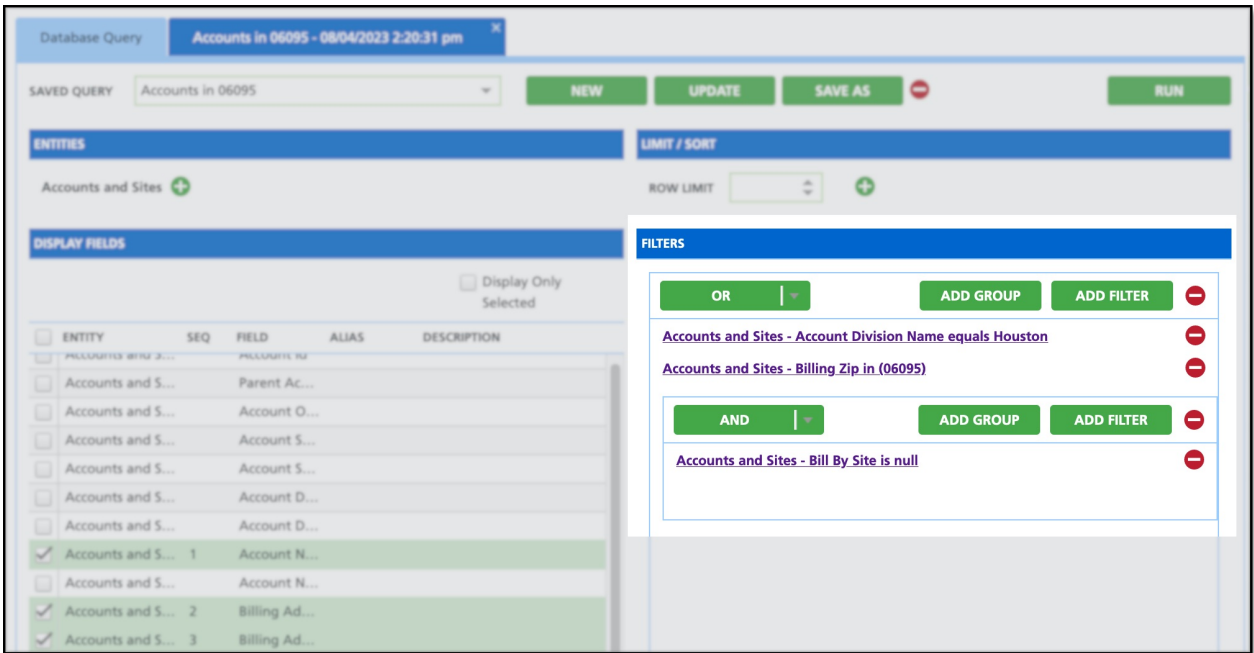 Database Query
Accounts in 06095 - 08/04/2023 2:20:31 pm
SAVED QUERY Accounts in 06095 NEW UPDATE SAVE AS RUN
ENTITIES
Accounts and Sites
LIMIT / SORT
ROW LIMIT
DISPLAY FIELDS
Display Only
Selected
ENTITY SEQ FIELD ALIAS DESCRIPTION
Accounts and S... Account Id
Accounts and S... Parent Ac...
Accounts and S... Account O...
Accounts and S... Account S...
Accounts and S... Account S...
Accounts and S... Account D...
Accounts and S... Account D...
Accounts and S... 1 Account N...
Accounts and S... Account N...
Accounts and S... 2 Billing Ad...
Accounts and S... 3 Billing Ad...
FILTERS
OR ADD GROUP ADD FILTER
Accounts and Sites - Account Division Name equals Houston
Accounts and Sites - Billing Zip in (06095)
AND ADD GROUP ADD FILTER
Accounts and Sites - Bill By Site is null